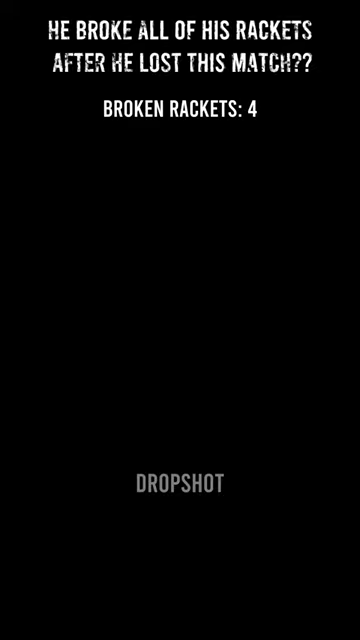 HE BROKE ALL OF HIS RACKETS
AFTER HE LOST THIS MATCH??
BROKEN RACKETS: 4
DROPSHOT